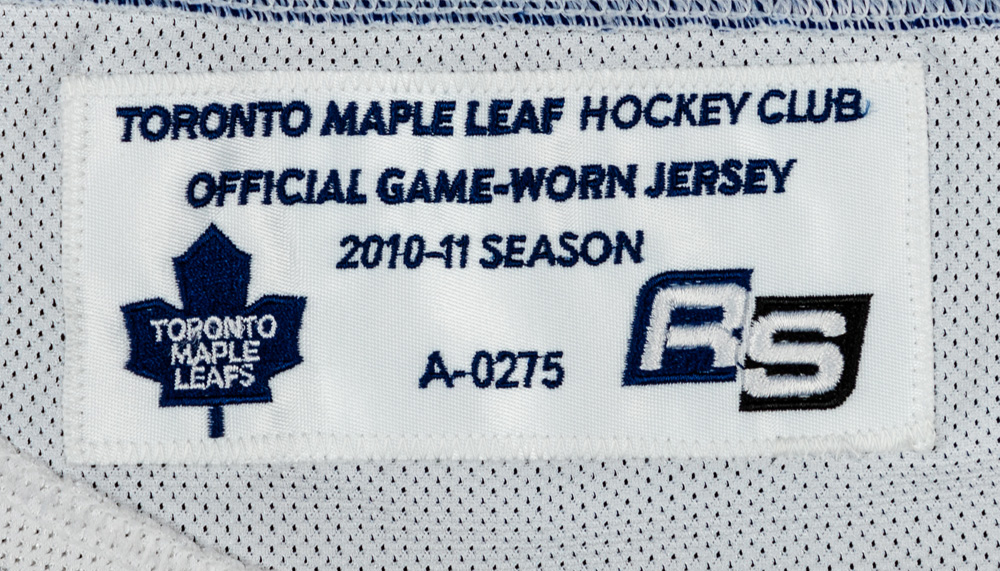 TORONTO MAPLE LEAF HOCKEY CLUB
OFFICIAL GAME-WORN JERSEY
2010-11 SEASON
TORONTO
MAPLE
LEAFS
A-0275
RS